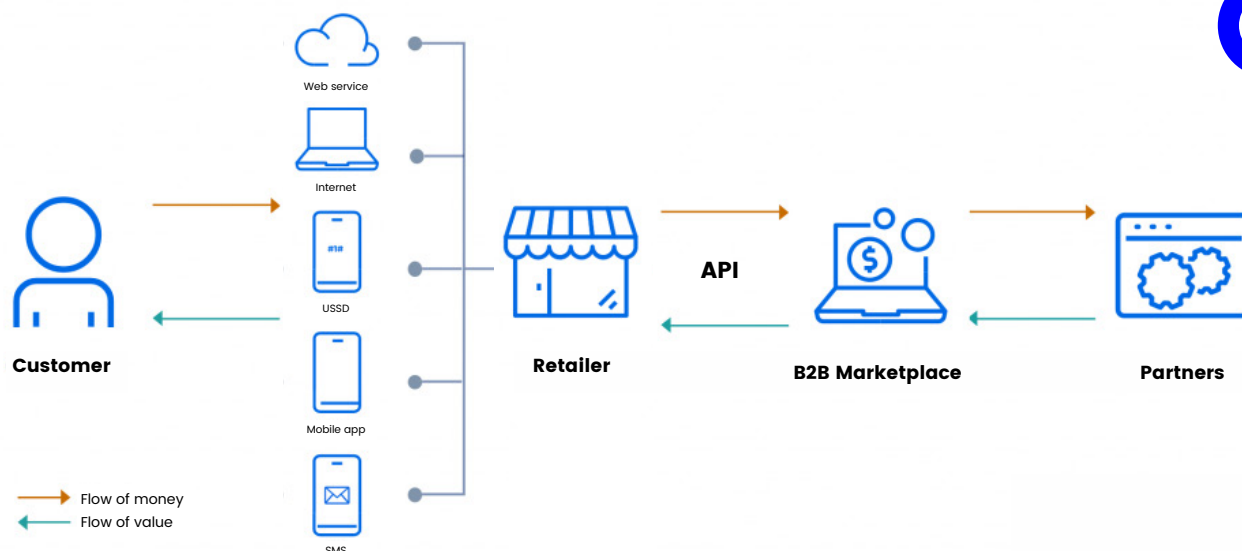 Web service
Internet
#1#
USSD
Mobile app
SMS
Customer
Retailer
API
B2B Marketplace
$
Partners
Flow of money
Flow of value